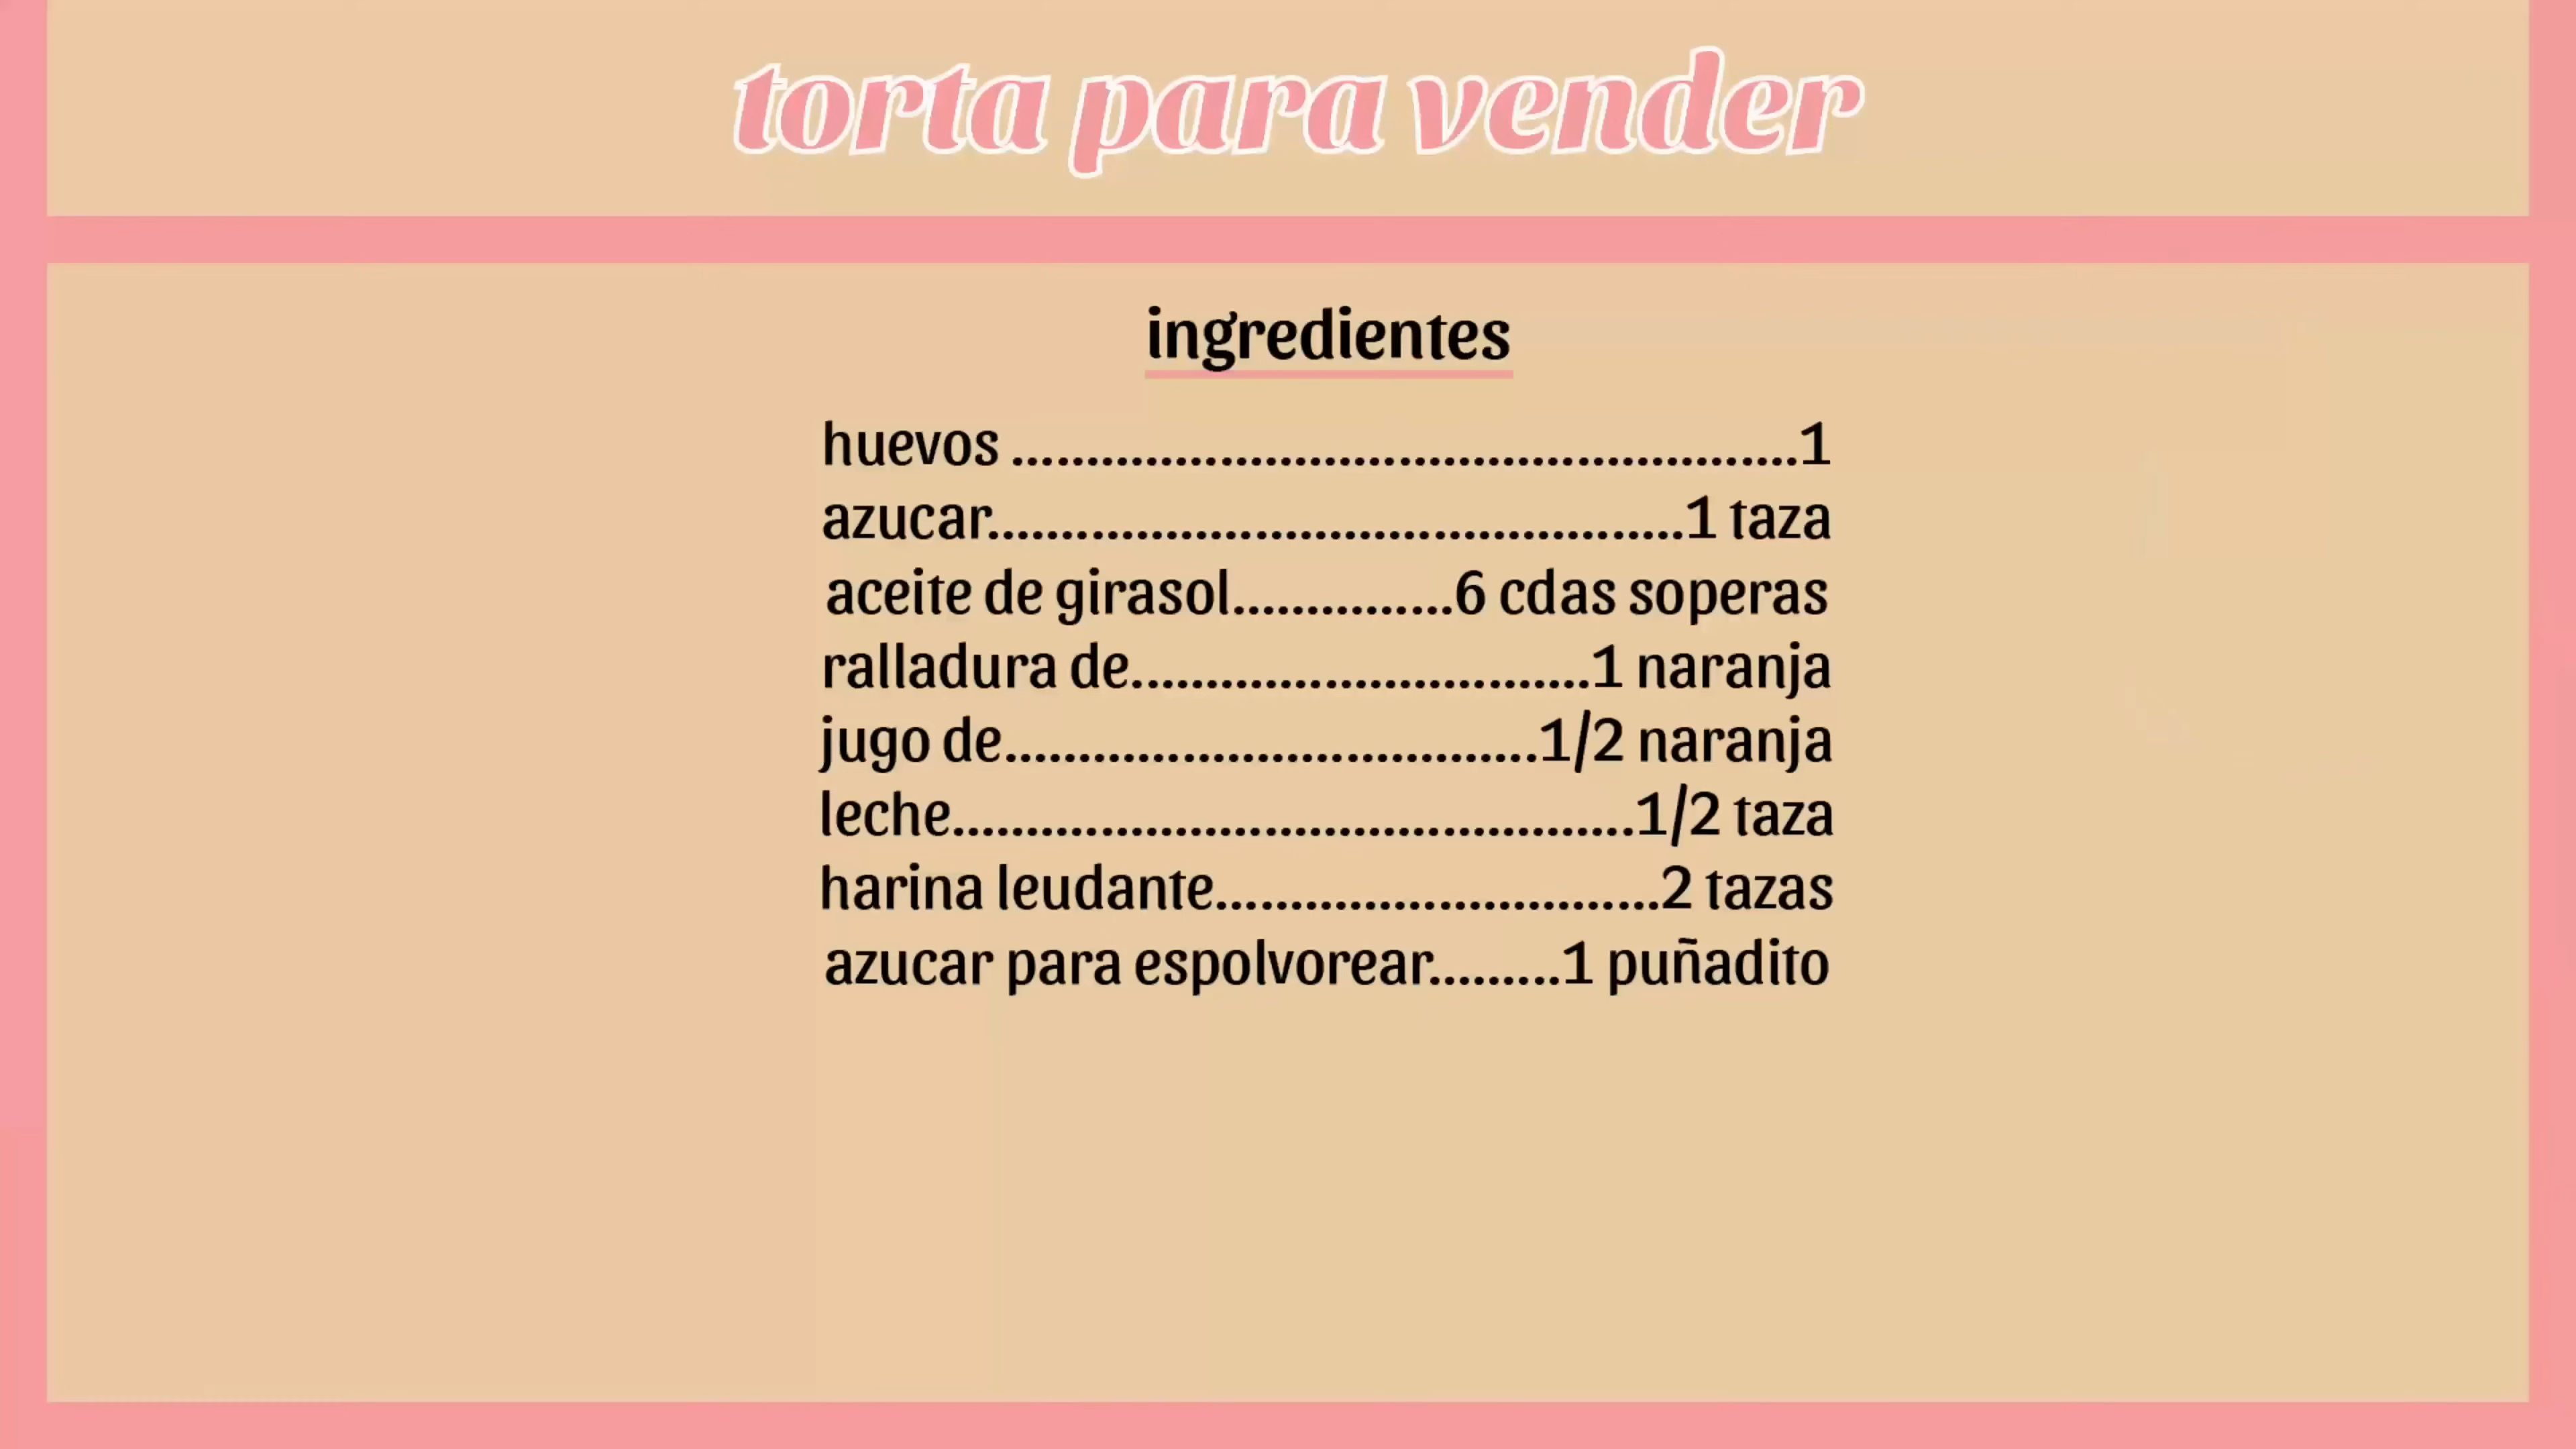 torta para vender
ingredientes
huevos .....................................................1
azucar...............................................1 taza
aceite de girasol...............6 cdas soperas
ralladura de...............................1 naranja
jugo de....................................1/2 naranja
leche..............................................1/2 taza
harina leudante..............................2 tazas
azucar para espolvorear.........1 puñadito